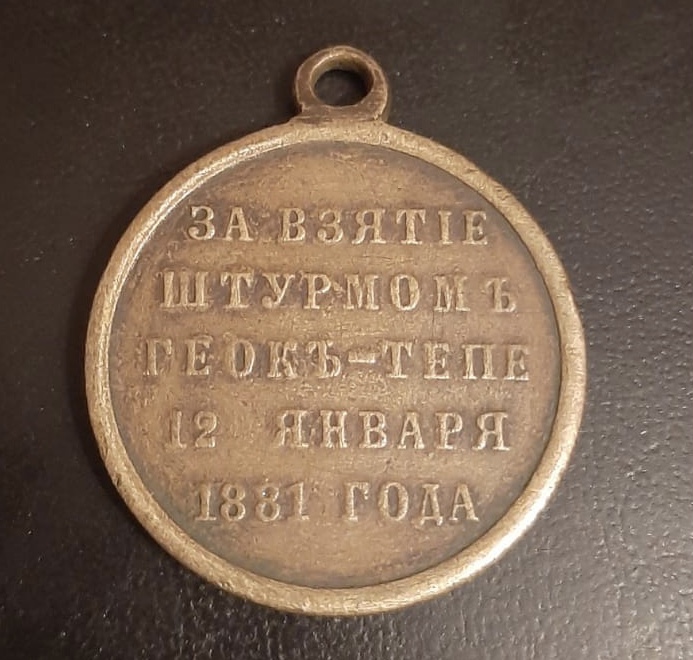 ЗА ВЗЯТІЕ
ШТУРМОМЪ
ГЕОКЪ-ТЕПЕ
12 ЯНВАРЯ
1881 ГОДА